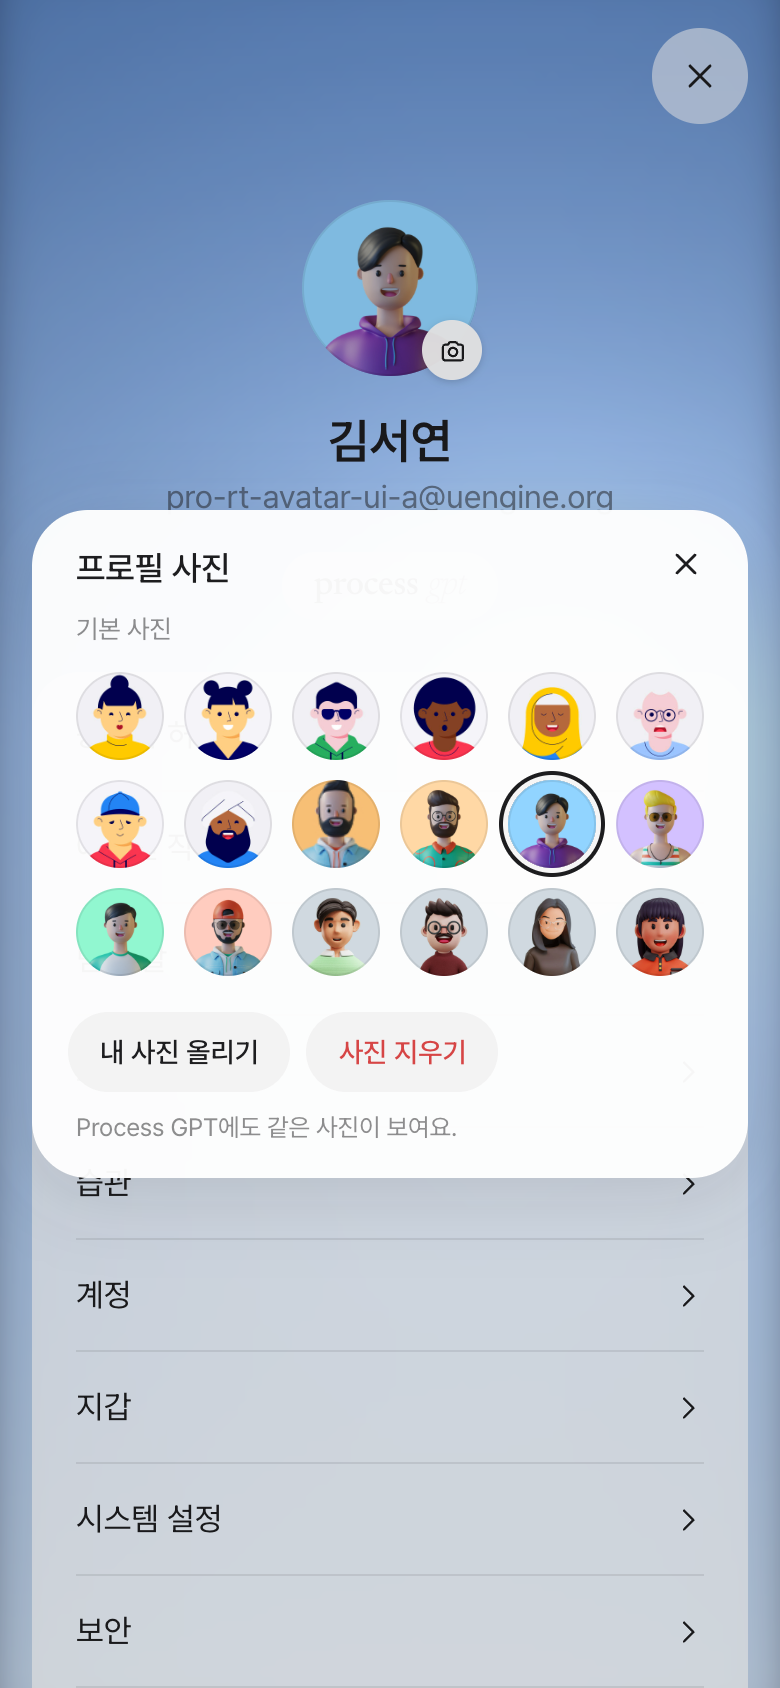 김서연
pro-rt-avatar-ui-a@uengine.org
프로필 사진
process gpt
기본 사진
내 사진 올리기
사진 지우기
Process GPT에도 같은 사진이 보여요.
습관
계정
지갑
시스템 설정
보안